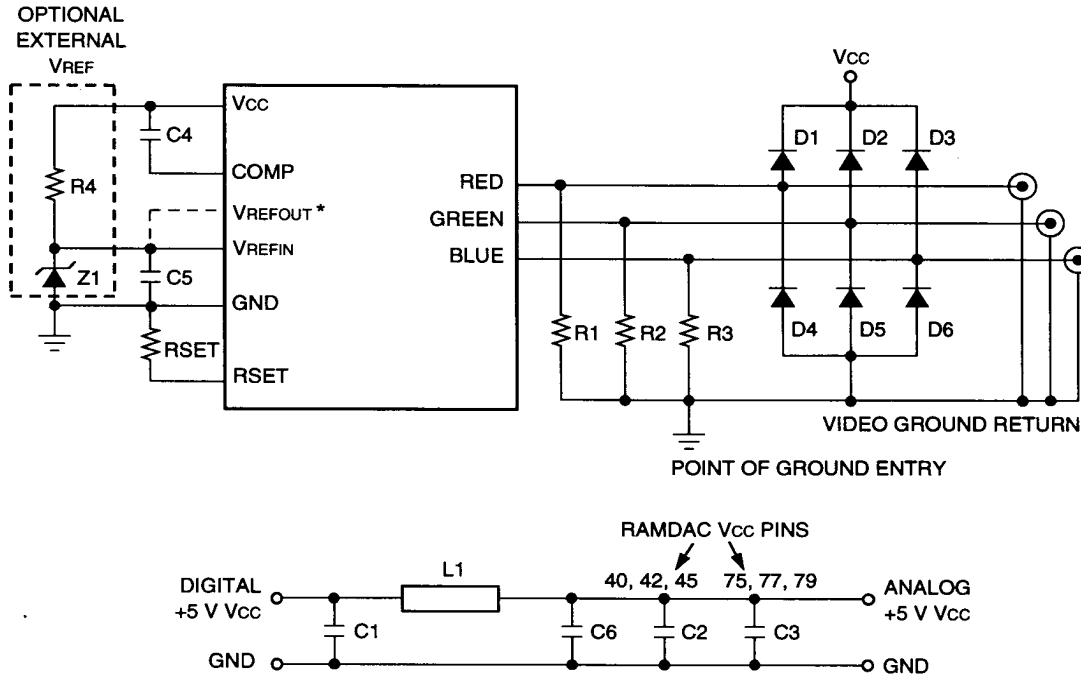 OPTIONAL
EXTERNAL
VREF
VCC
C4
COMP
R4
VREFOUT*
VREFIN
Z1
C5
GND
RSET
RSET
RED
GREEN
BLUE
R1
R2
R3
VCC
D1
D2
D3
D4
D5
D6
VIDEO GROUND RETURN
POINT OF GROUND ENTRY
RAMDAC VCC PINS
40, 42, 45
75, 77, 79
DIGITAL
+5 V VCC
L1
C1
C6
C2
C3
ANALOG
+5 V VCC
GND
GND